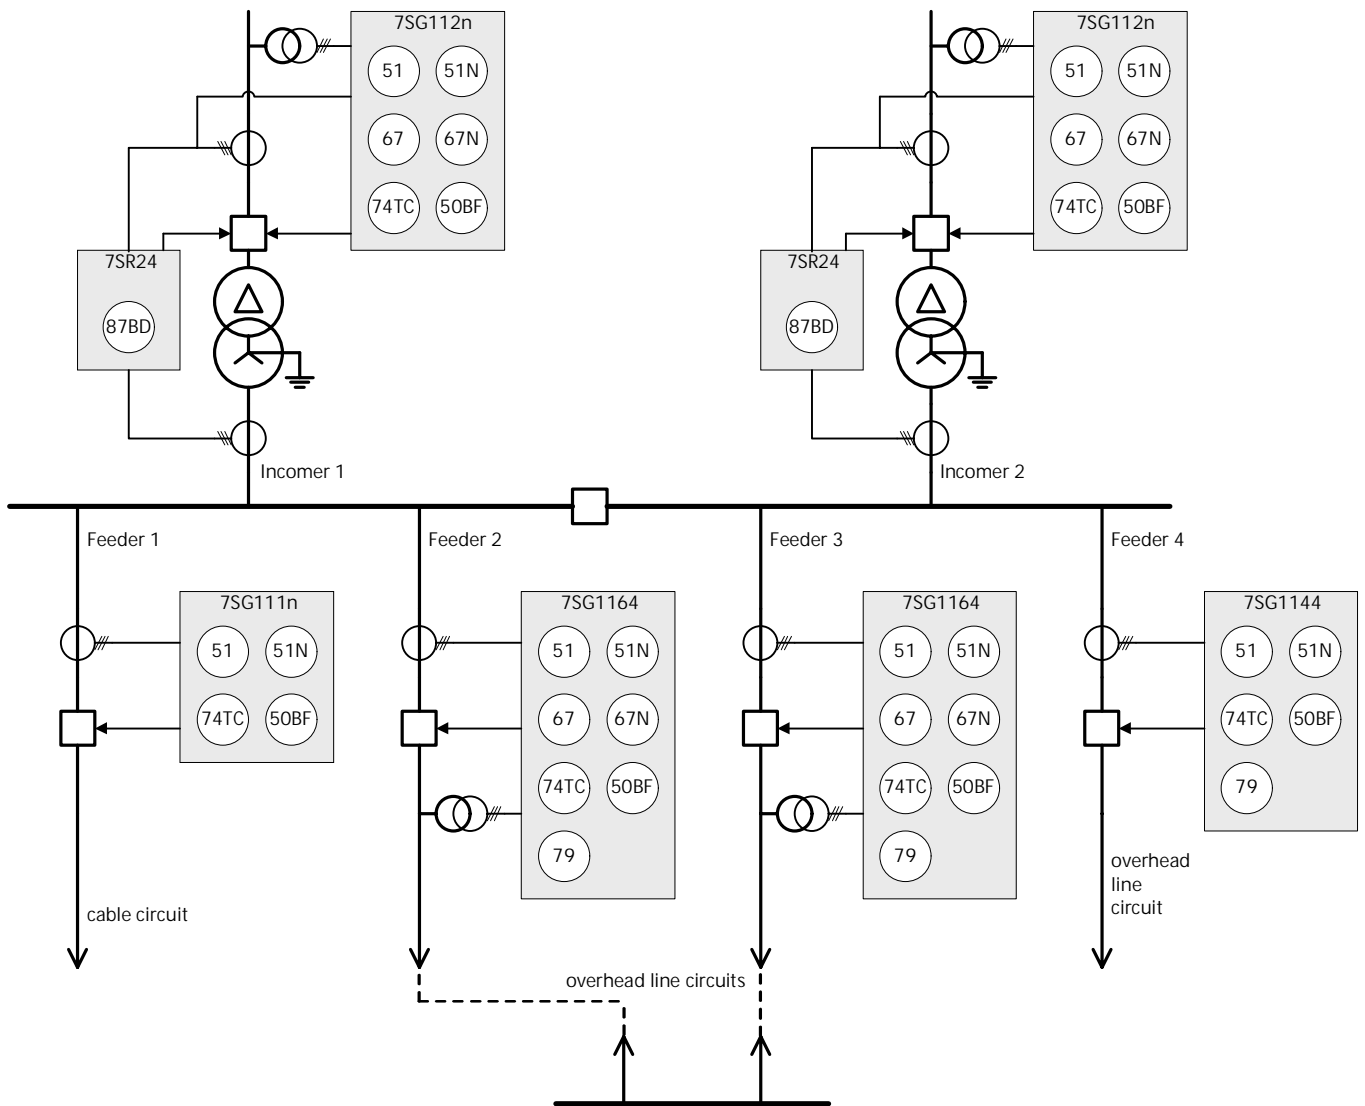 7SG112n
51 51N
67 67N
74TC 50BF
7SR24
87BD
Incomer 1
7SG112n
51 51N
67 67N
74TC 50BF
7SR24
87BD
Incomer 2
Feeder 1
7SG111n
51 51N
74TC 50BF
cable circuit
Feeder 2
7SG1164
51 51N
67 67N
74TC 50BF
79
Feeder 3
7SG1164
51 51N
67 67N
74TC 50BF
79
overhead line circuits
Feeder 4
7SG1144
51 51N
74TC 50BF
79
overhead
line
circuit